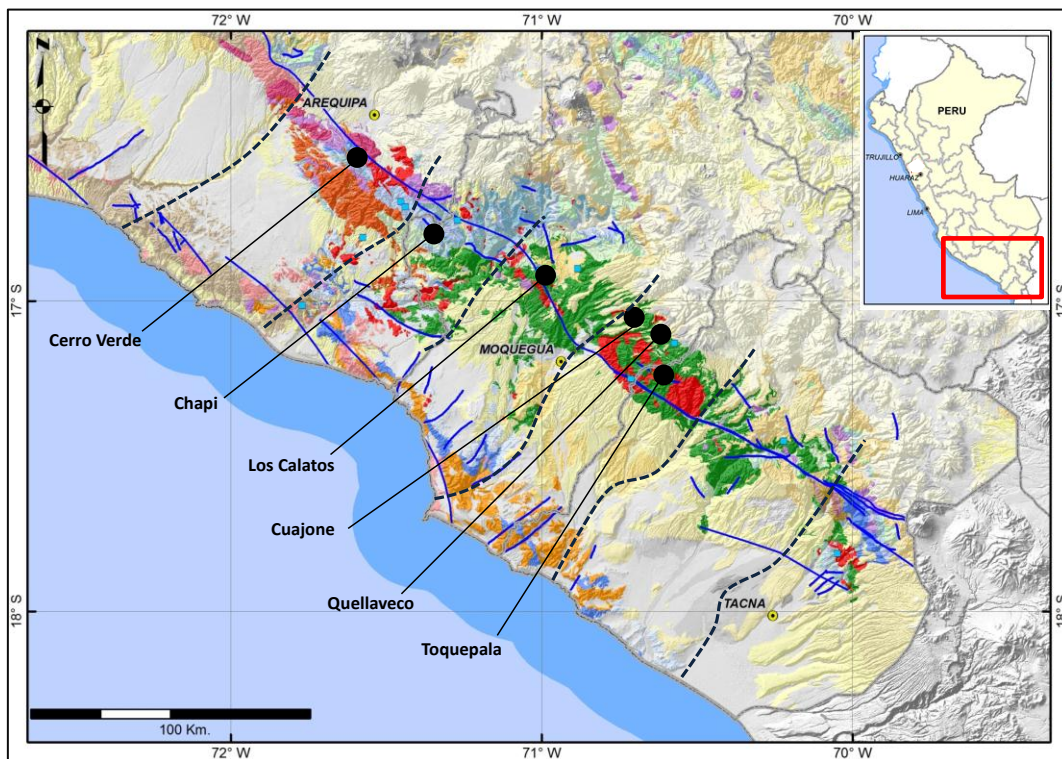 72° W
71° W
70° W
N
AREQUIPA
PERU
TRUJILLO
HUARAZ
LIMA
17° S
17° S
Cerro Verde
MOQUEGUA
Chapi
Los Calatos
Cuajone
Quellaveco
TACNA
18° S
18° S
Toquepala
100 Km.
72° W
71° W
70° W